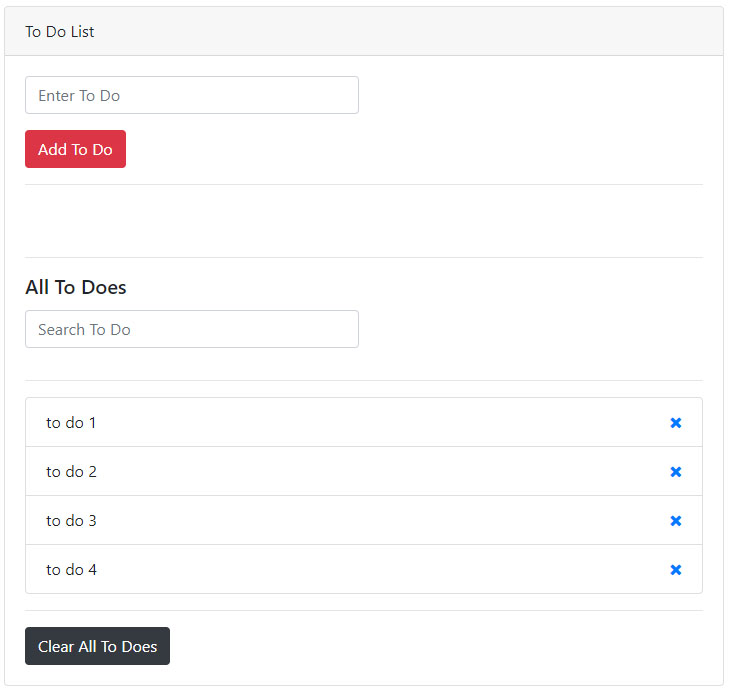 To Do List
Enter To Do
Add To Do
All To Does
Search To Do
to do 1
to do 2
to do 3
to do 4
Clear All To Does